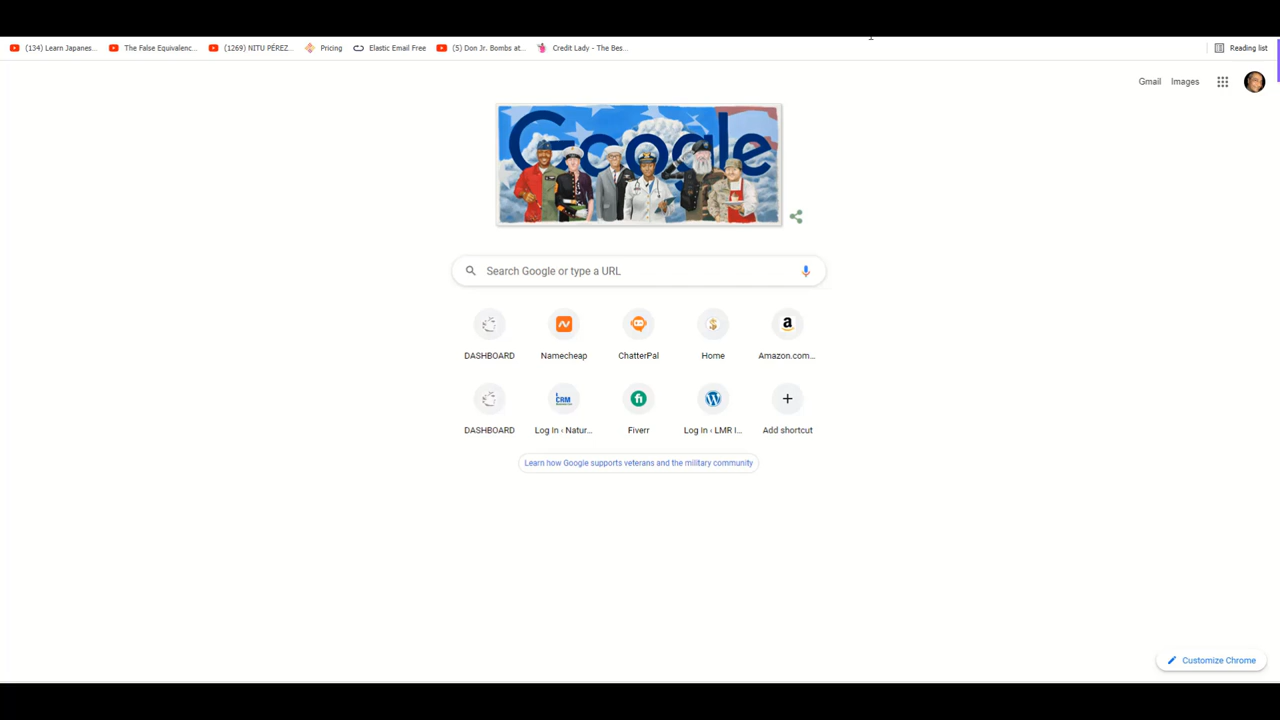 (134) Learn Japanes...
The False Equivalenc...
(1269) NITU PÉREZ...
Pricing
Elastic Email Free
(5) Don Jr. Bombs at...
Credit Lady - The Bes...
Reading list
Gmail
Images
Google
Search Google or type a URL
DASHBOARD
Namecheap
ChatterPal
Home
Amazon.com...
DASHBOARD
Log In ‹ Natur...
Fiverr
Log In ‹ LMR I...
Add shortcut
Learn how Google supports veterans and the military community
Customize Chrome